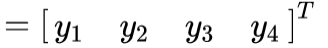 = [ y₁ y₂ y₃ y₄ ]ᵀ